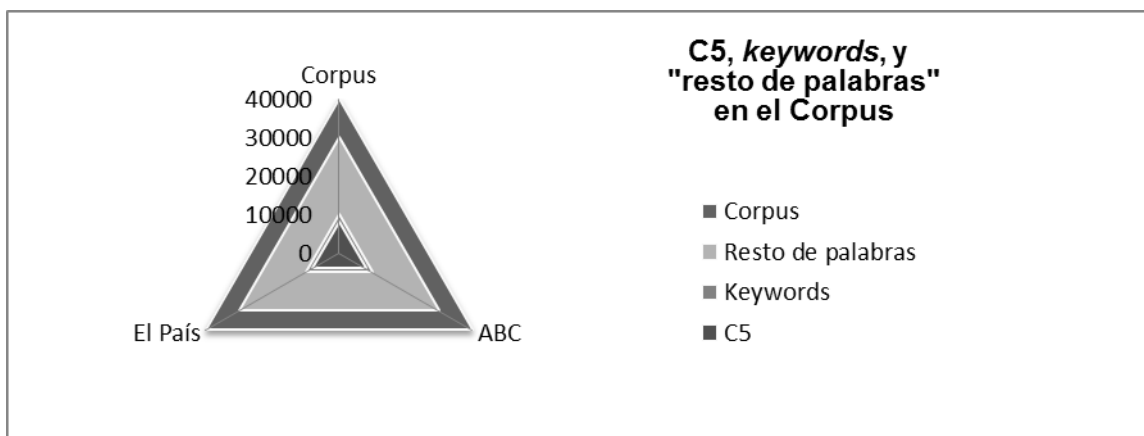 C5, keywords, y
"resto de palabras"
en el Corpus
Corpus
40000
30000
20000
10000
0
El País
ABC
Corpus
Resto de palabras
Keywords
C5